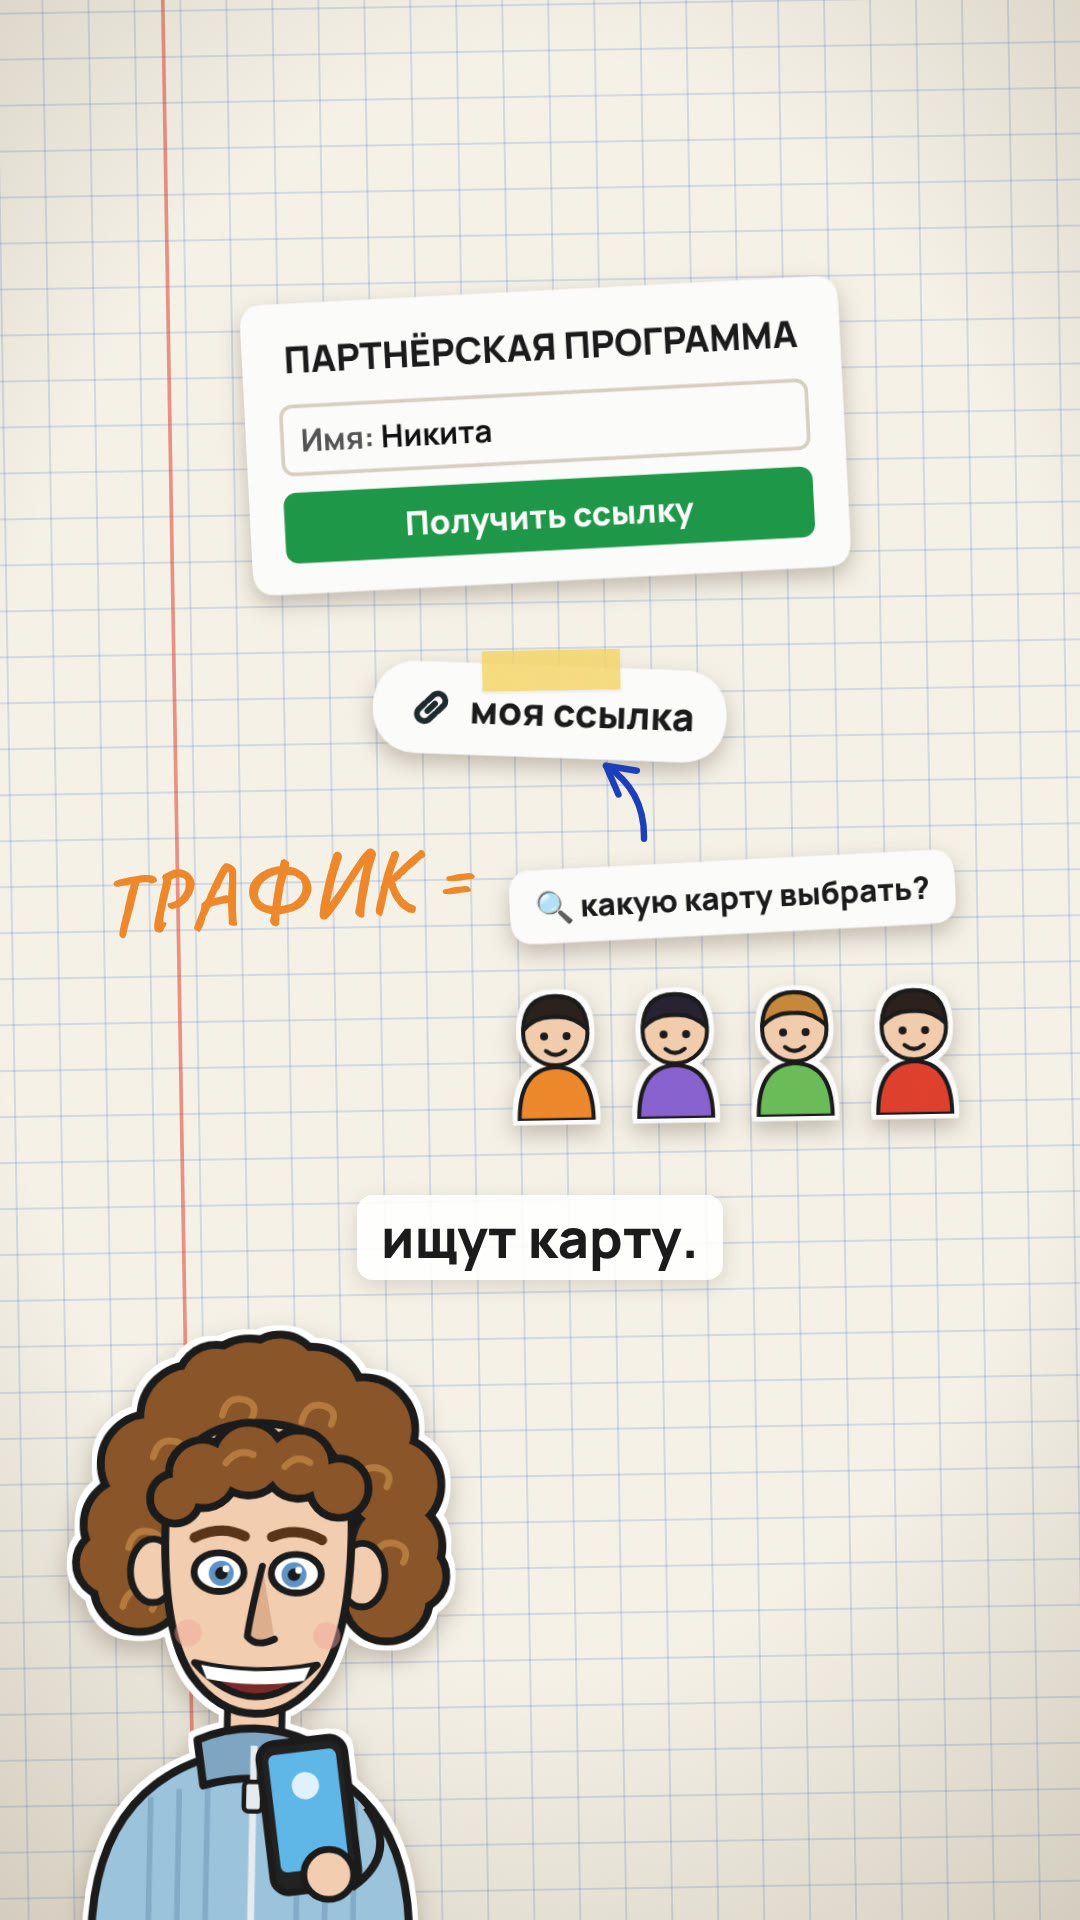 ПАРТНЁРСКАЯ ПРОГРАММА
Имя: Никита
Получить ссылку
моя ссылка
ТРАФИК =
какую карту выбрать?
ищут карту.